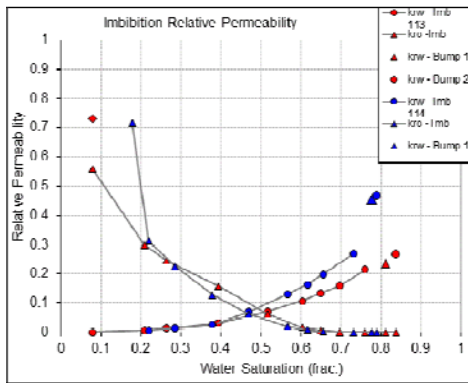 Imbibition Relative Permeability
krw - Imb
113
kro - Imb
krw - Bump 1
krw - Bump 2
krw - Imb
114
kro - Imb
krw - Bump 1
Relative Permeability
1
0.9
0.8
0.7
0.6
0.5
0.4
0.3
0.2
0.1
0
0 0.1 0.2 0.3 0.4 0.5 0.6 0.7 0.8 0.9 1
Water Saturation (frac.)